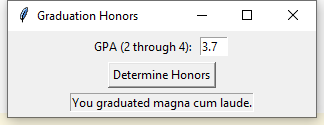 Graduation Honors
GPA (2 through 4): 3.7
Determine Honors
You graduated magna cum laude.